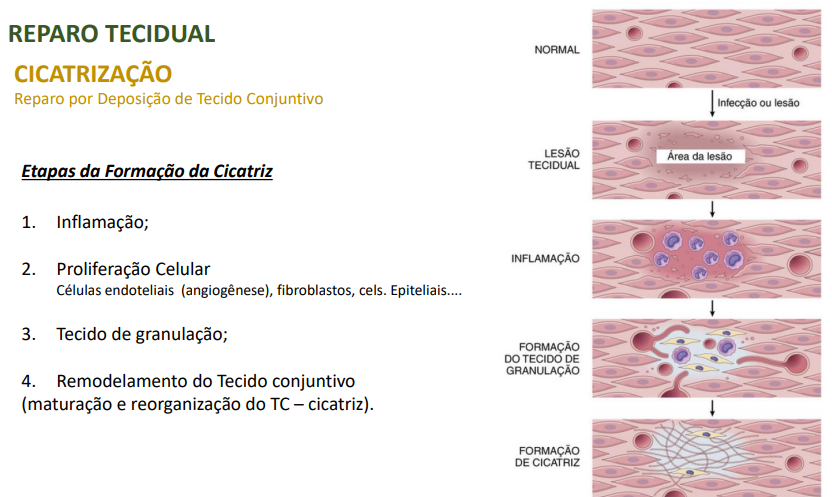 REPARO TECIDUAL
CICATRIZAÇÃO
Reparo por Deposição de Tecido Conjuntivo
Etapas da Formação da Cicatriz
1. Inflamação;
2. Proliferação Celular
Células endoteliais (angiogênese), fibroblastos, cels. Epiteliais....
3. Tecido de granulação;
4. Remodelamento do Tecido conjuntivo
(maturação e reorganização do TC – cicatriz).
NORMAL
Infecção ou lesão
LESÃO
TECIDUAL
Área da lesão
INFLAMAÇÃO
FORMAÇÃO
DO TECIDO DE
GRANULAÇÃO
FORMAÇÃO
DE CICATRIZ